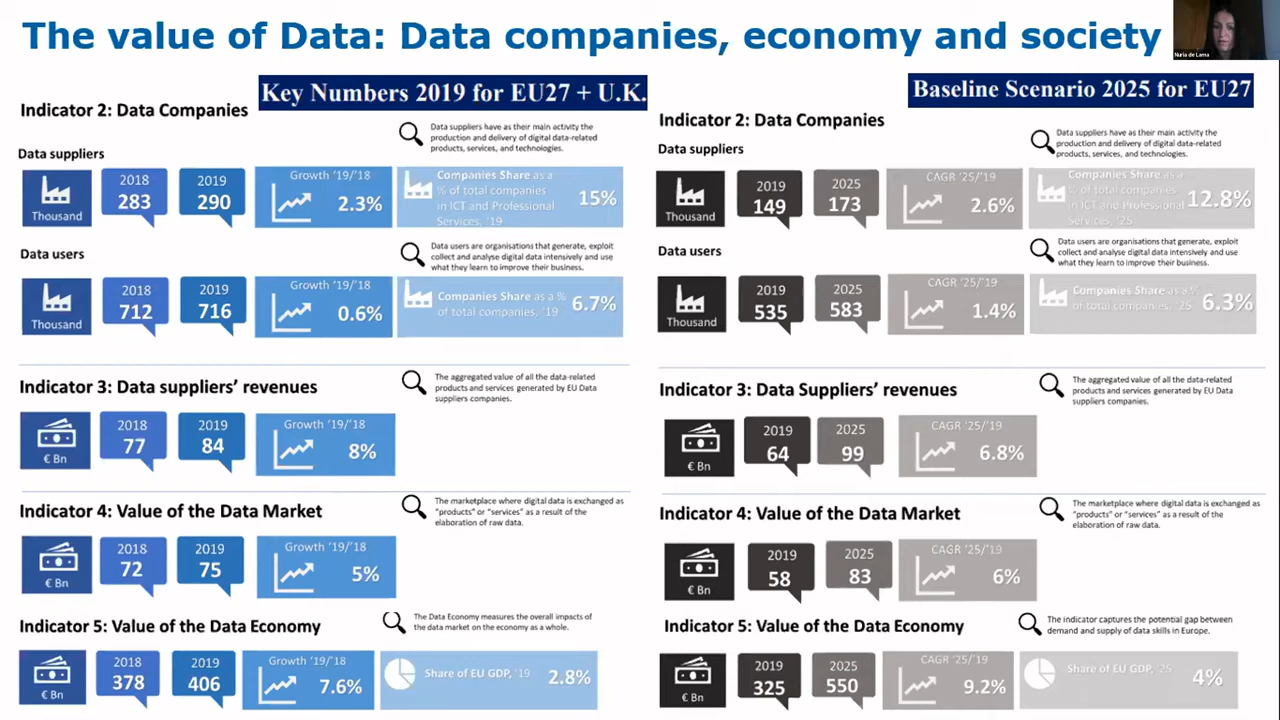 The value of Data: Data companies, economy and society
Nuria de Lama
Key Numbers 2019 for EU27 + U.K.
Indicator 2: Data Companies
Data suppliers have as their main activity the
production and delivery of digital data-related
products, services, and technologies.
Data suppliers
Thousand
2018
283
2019
290
Growth '19/'18
2.3%
Companies Share as a
% of total companies
in ICT and Professional
Services, '19
15%
Data users
Data users are organisations that generate, exploit
collect and analyse digital data intensively and use
what they learn to improve their business.
Thousand
2018
712
2019
716
Growth '19/'18
0.6%
Companies Share as a %
of total companies, '19
6.7%
Indicator 3: Data suppliers' revenues
The aggregated value of all the data-related
products and services generated by EU Data
suppliers companies.
€ Bn
2018
77
2019
84
Growth '19/'18
8%
Indicator 4: Value of the Data Market
The marketplace where digital data is exchanged as
"products" or "services" as a result of the
elaboration of raw data.
€ Bn
2018
72
2019
75
Growth '19/'18
5%
Indicator 5: Value of the Data Economy
The Data Economy measures the overall impacts of
the data market on the economy as a whole.
€ Bn
2018
378
2019
406
Growth '19/'18
7.6%
Share of EU GDP, '19
2.8%
Baseline Scenario 2025 for EU27
Indicator 2: Data Companies
Data suppliers have as their main activity the
production and delivery of digital data-related
products, services, and technologies.
Data suppliers
Thousand
2019
149
2025
173
CAGR '25/'19
2.6%
Companies Share as a
% of total companies
in ICT and Professional
Services, '25
12.8%
Data users
Data users are organisations that generate, exploit
collect and analyse digital data intensively and use
what they learn to improve their business.
Thousand
2019
535
2025
583
CAGR '25/'19
1.4%
Companies Share as a %
of total companies, '25
6.3%
Indicator 3: Data Suppliers' revenues
The aggregated value of all the data-related
products and services generated by EU Data
suppliers companies.
€ Bn
2019
64
2025
99
CAGR '25/'19
6.8%
Indicator 4: Value of the Data Market
The marketplace where digital data is exchanged as
"products" or "services" as a result of the
elaboration of raw data.
€ Bn
2019
58
2025
83
CAGR '25/'19
6%
Indicator 5: Value of the Data Economy
The indicator captures the potential gap between
demand and supply of data skills in Europe.
€ Bn
2019
325
2025
550
CAGR '25/'19
9.2%
Share of EU GDP, '25
4%